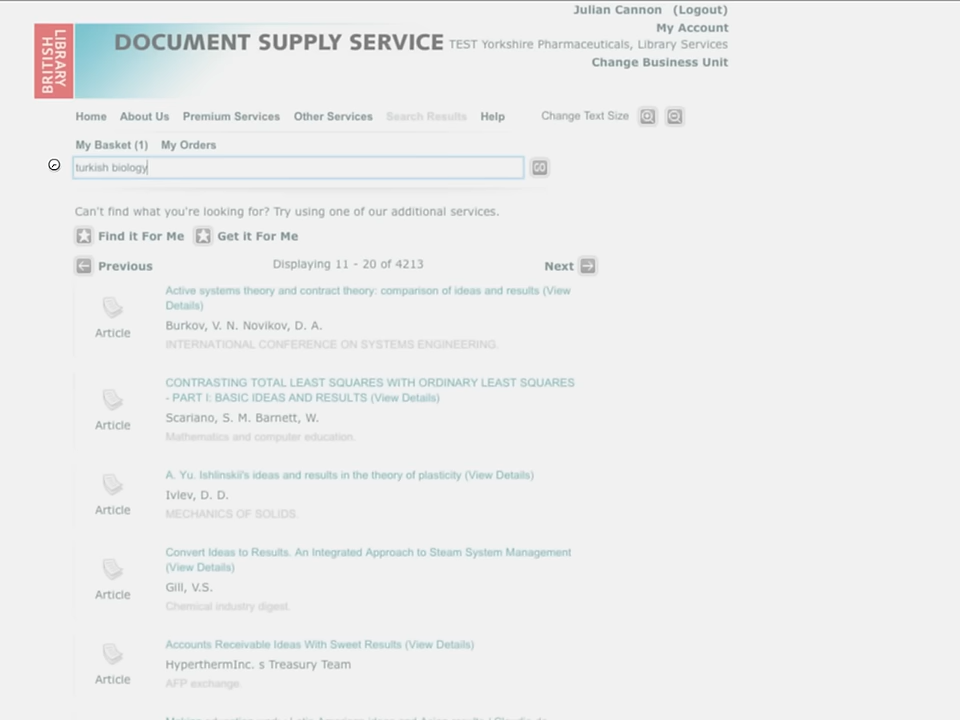 Julian Cannon (Logout)
My Account
BRITISH
LIBRARY
DOCUMENT SUPPLY SERVICE
TEST Yorkshire Pharmaceuticals, Library Services
Change Business Unit
Home About Us Premium Services Other Services Search Results Help Change Text Size
My Basket (1) My Orders
turkish biology GO
Can't find what you're looking for? Try using one of our additional services.
Find it For Me Get it For Me
Previous Displaying 11 - 20 of 4213 Next
Active systems theory and contract theory: comparison of ideas and results (View
Details)
Article
Burkov, V. N. Novikov, D. A.
INTERNATIONAL CONFERENCE ON SYSTEMS ENGINEERING.
CONTRASTING TOTAL LEAST SQUARES WITH ORDINARY LEAST SQUARES
- PART I: BASIC IDEAS AND RESULTS (View Details)
Article
Scariano, S. M. Barnett, W.
Mathematics and computer education.
A. Yu. Ishlinskii's ideas and results in the theory of plasticity (View Details)
Article
Ivlev, D. D.
MECHANICS OF SOLIDS.
Convert Ideas to Results. An Integrated Approach to Steam System Management
(View Details)
Article
Gill, V.S.
Chemical industry digest.
Accounts Receivable Ideas With Sweet Results (View Details)
Article
HyperthermInc. s Treasury Team
AFP exchange.